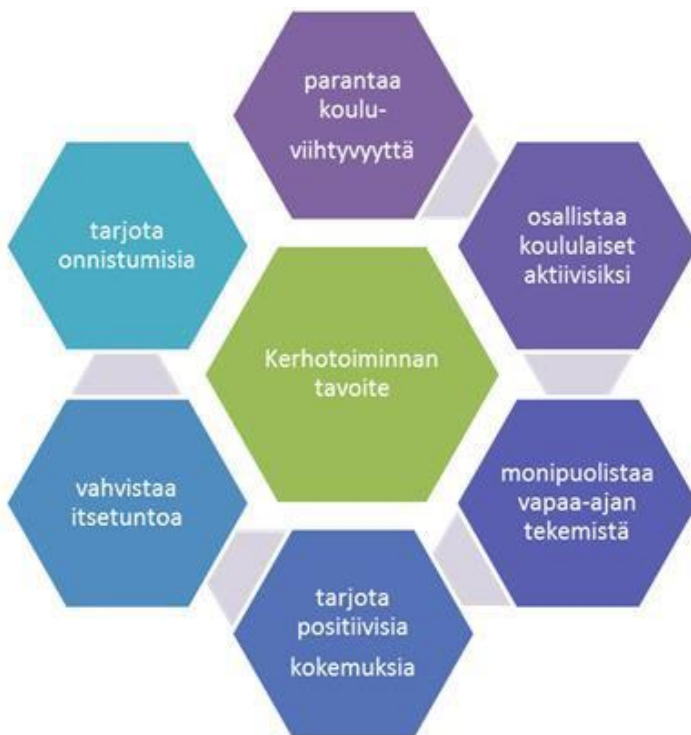 parantaa
koulu-
viihtyvyyttä
osallistaa
koululaiset
aktiivisiksi
tarjota
onnistumisia
Kerhotoiminnan
tavoite
monipuolistaa
vapaa-ajan
tekemistä
vahvistaa
itsetuntoa
tarjota
positiivisia
kokemuksia